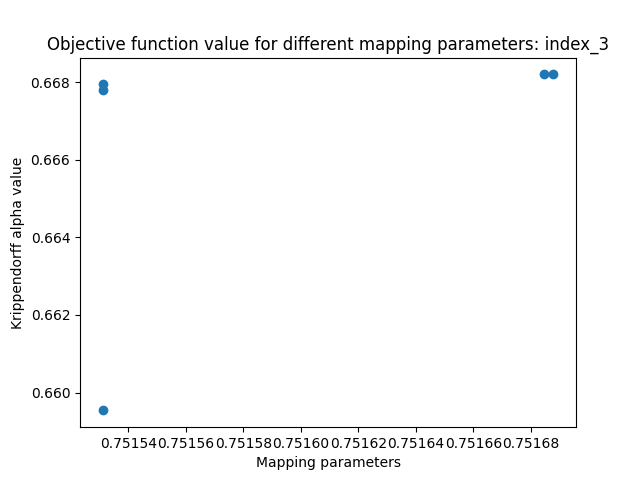 Objective function value for different mapping parameters: index_3
Krippendorff alpha value
0.668
0.666
0.664
0.662
0.660
0.75154 0.75156 0.75158 0.75160 0.75162 0.75164 0.75166 0.75168
Mapping parameters